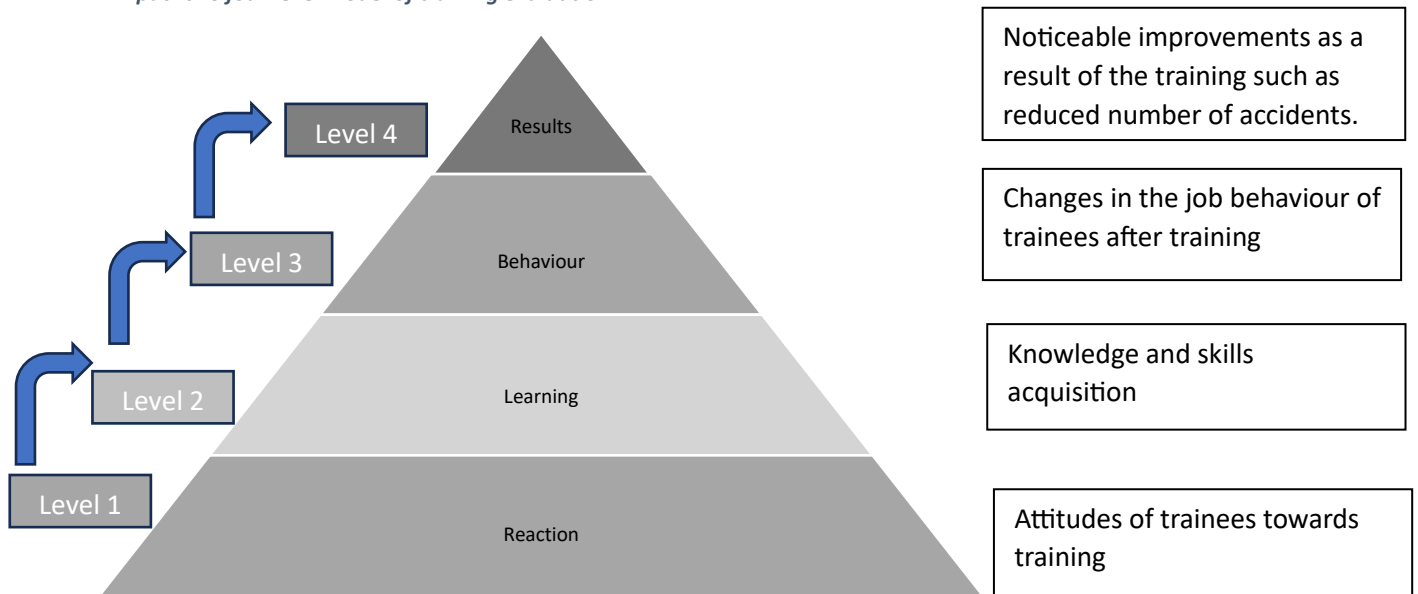 Noticeable improvements as a
result of the training such as
reduced number of accidents.
Level 4
Results
Changes in the job behaviour of
trainees after training
Level 3
Behaviour
Knowledge and skills
acquisition
Level 2
Learning
Level 1
Attitudes of trainees towards
training
Reaction